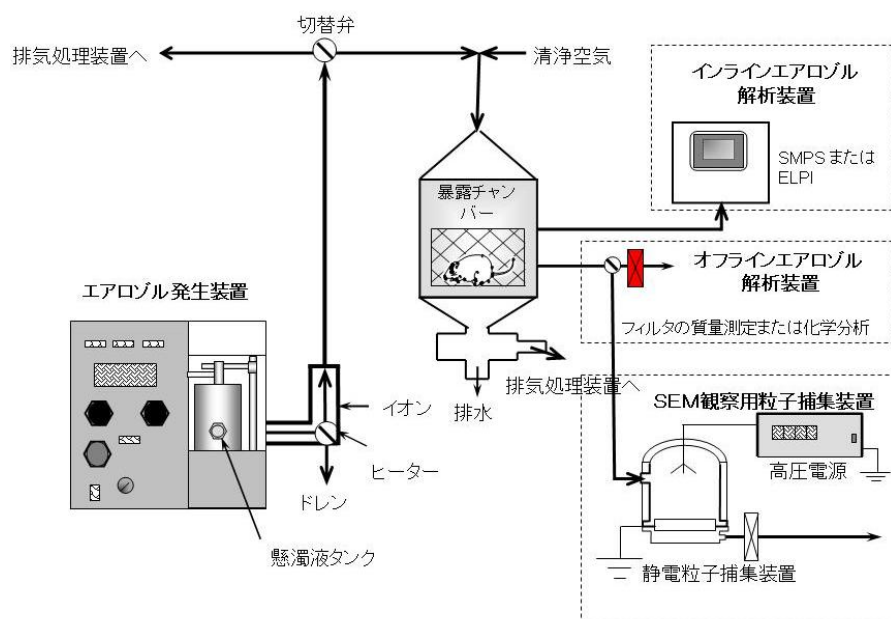 切替弁
排気処理装置へ
清浄空気
インラインエアロゾル
解析装置
SMPS または
ELPI
暴露チャン
バー
オフラインエアロゾル
解析装置
フィルタの質量測定または化学分析
エアロゾル発生装置
排気処理装置へ
排水
イオン
ヒーター
ドレン
懸濁液タンク
SEM観察用粒子捕集装置
高圧電源
静電粒子捕集装置